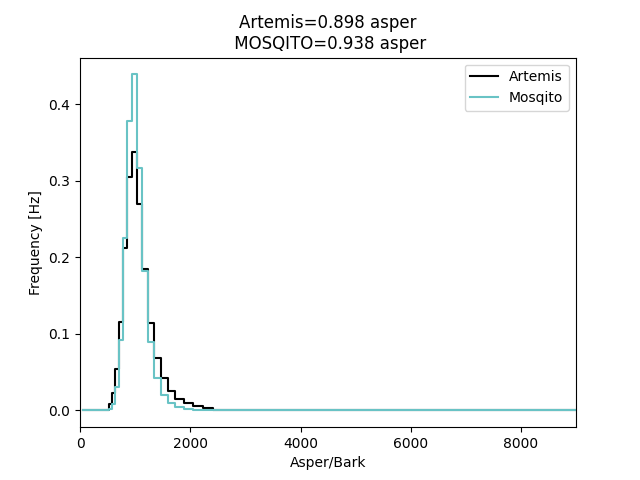 Artemis=0.898 asper
MOSQITO=0.938 asper
Artemis
Mosqito
0.4
0.3
0.2
0.1
0.0
Frequency [Hz]
0 2000 4000 6000 8000
Asper/Bark